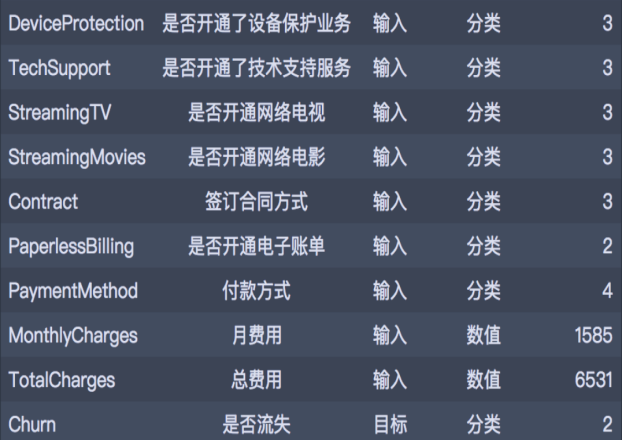 DeviceProtection 是否开通了设备保护业务 输入 分类 3
TechSupport 是否开通了技术支持服务 输入 分类 3
StreamingTV 是否开通网络电视 输入 分类 3
StreamingMovies 是否开通网络电影 输入 分类 3
Contract 签订合同方式 输入 分类 3
PaperlessBilling 是否开通电子账单 输入 分类 2
PaymentMethod 付款方式 输入 分类 4
MonthlyCharges 月费用 输入 数值 1585
TotalCharges 总费用 输入 数值 6531
Churn 是否流失 目标 分类 2